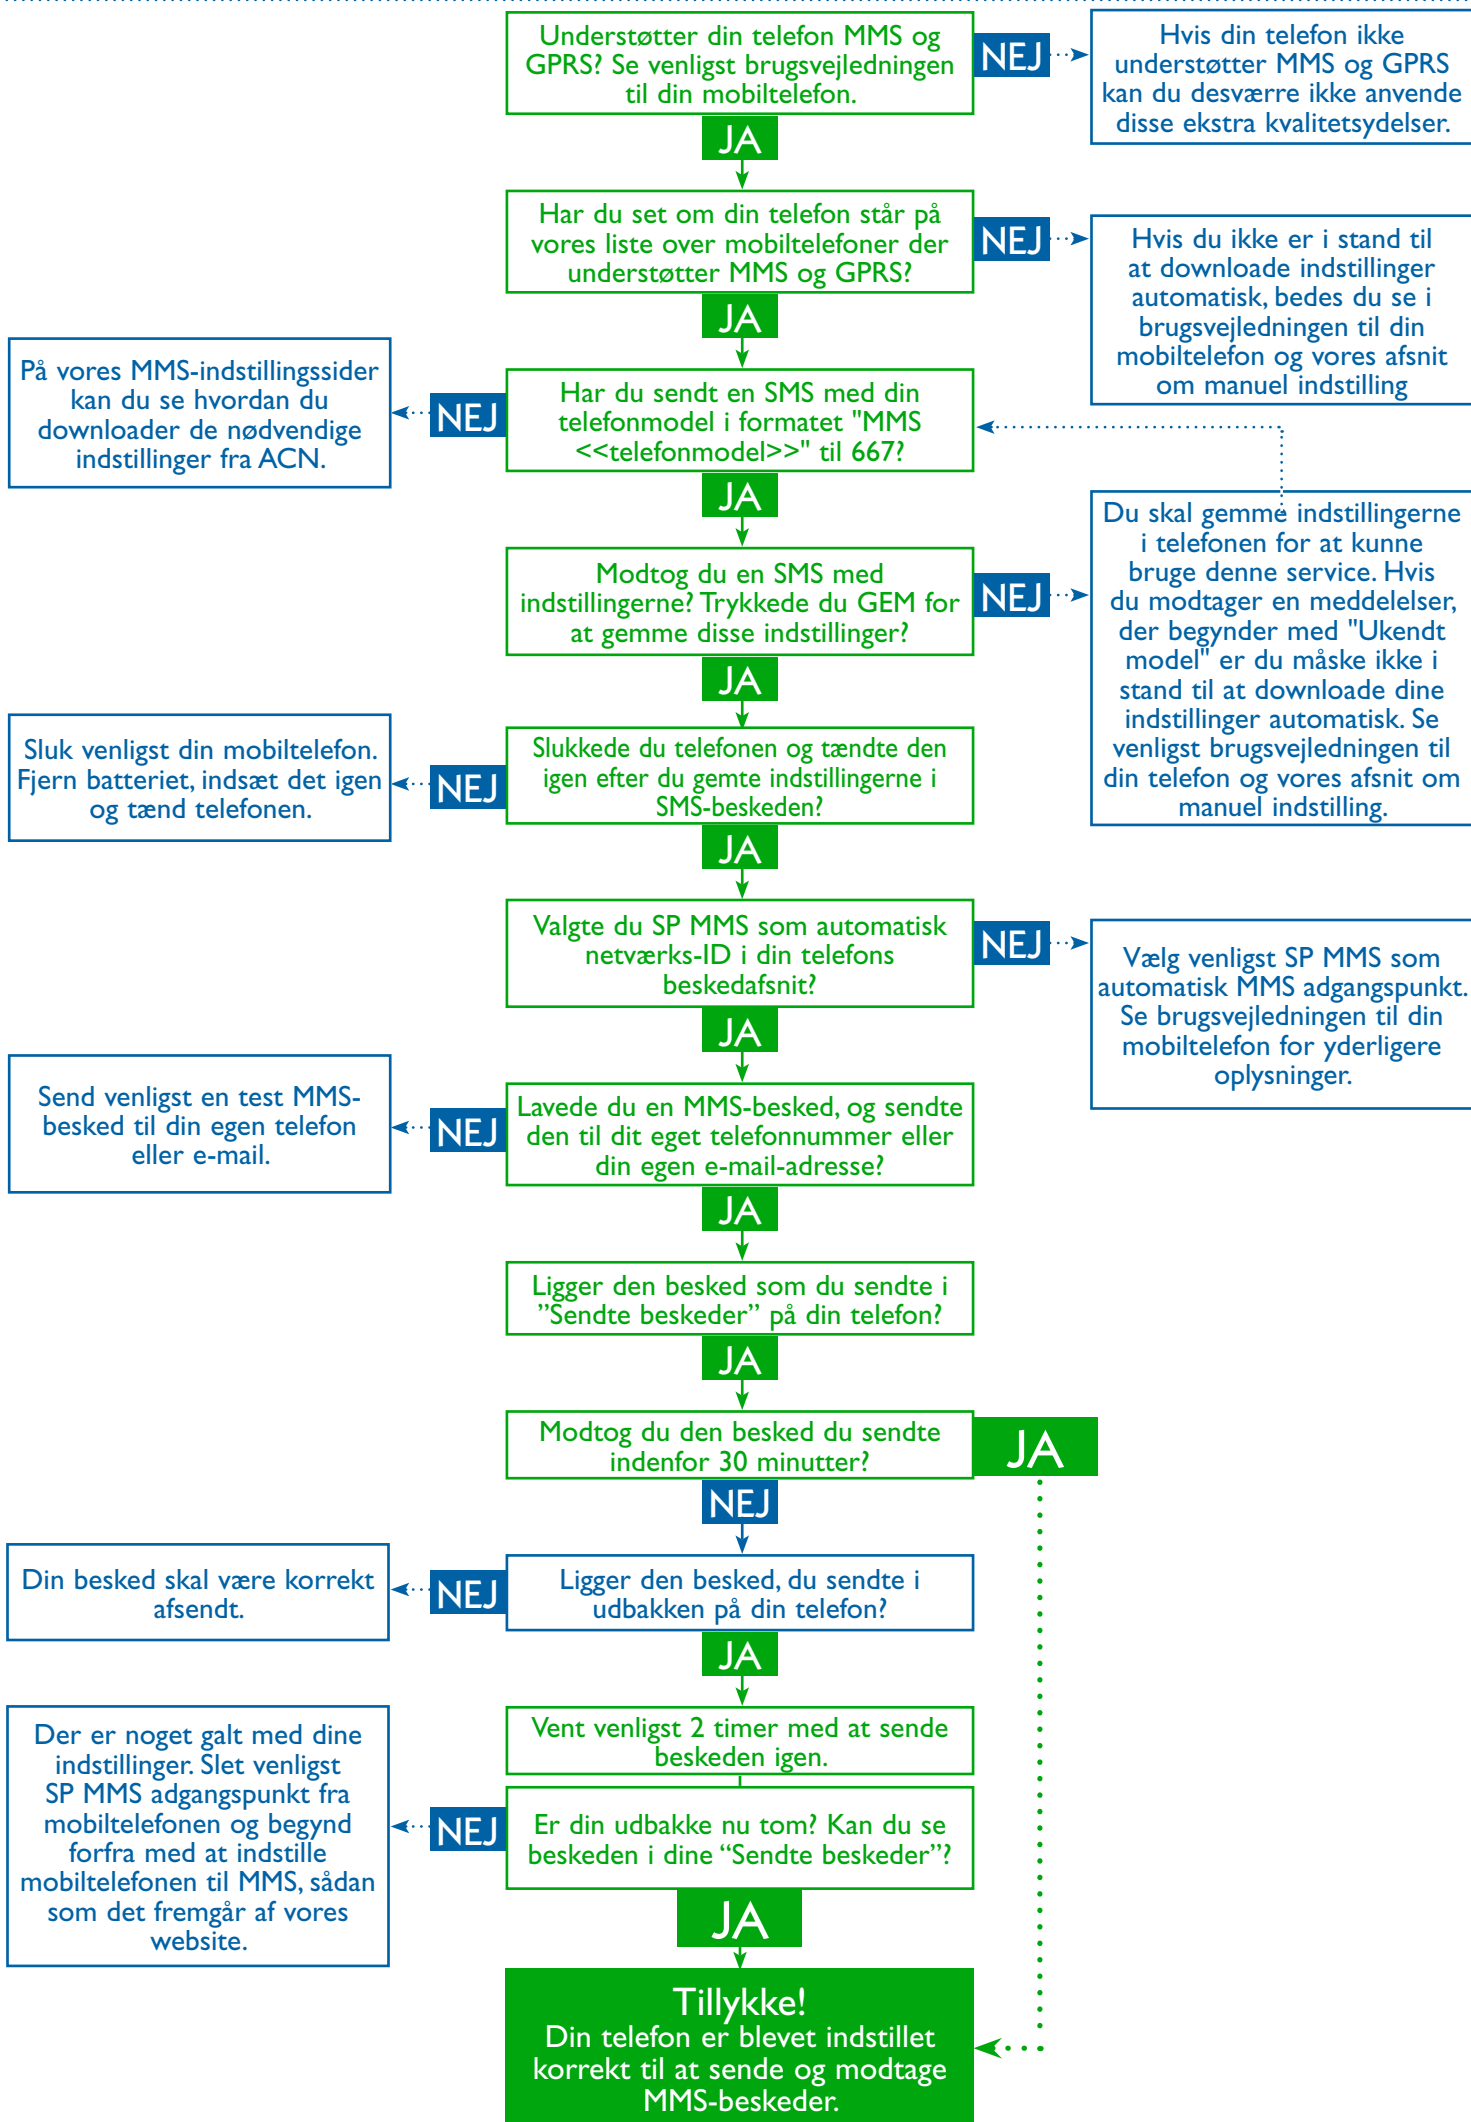 Understøtter din telefon MMS og
GPRS? Se venligst brugsvejledningen
til din mobiltelefon.
NEJ
Hvis din telefon ikke
understøtter MMS og GPRS
kan du desværre ikke anvende
disse ekstra kvalitetsydelser.
JA
Har du set om din telefon står på
vores liste over mobiltelefoner der
understøtter MMS og GPRS?
NEJ
Hvis du ikke er i stand til
at downloade indstillinger
automatisk, bedes du se i
brugsvejledningen til din
mobiltelefon og vores afsnit
om manuel indstilling
JA
Har du sendt en SMS med din
telefonmodel i formatet "MMS
<<telefonmodel>>" til 667?
NEJ
På vores MMS-indstillingssider
kan du se hvordan du
downloader de nødvendige
indstillinger fra ACN.
JA
Modtog du en SMS med
indstillingerne? Trykkede du GEM for
at gemme disse indstillinger?
NEJ
Du skal gemme indstillingerne
i telefonen for at kunne
bruge denne service. Hvis
du modtager en meddelelser,
der begynder med "Ukendt
model" er du måske ikke i
stand til at downloade dine
indstillinger automatisk. Se
venligst brugsvejledningen til
din telefon og vores afsnit om
manuel indstilling.
JA
Slukkede du telefonen og tændte den
igen efter du gemte indstillingerne i
SMS-beskeden?
NEJ
Sluk venligst din mobiltelefon.
Fjern batteriet, indsæt det igen
og tænd telefonen.
JA
Valgte du SP MMS som automatisk
netværks-ID i din telefons
beskedafsnit?
NEJ
Vælg venligst SP MMS som
automatisk MMS adgangspunkt.
Se brugsvejledningen til din
mobiltelefon for yderligere
oplysninger.
JA
Lavede du en MMS-besked, og sendte
den til dit eget telefonnummer eller
din egen e-mail-adresse?
NEJ
Send venligst en test MMS-
besked til din egen telefon
eller e-mail.
JA
Ligger den besked som du sendte i
”Sendte beskeder” på din telefon?
JA
Modtog du den besked du sendte
indenfor 30 minutter?
JA
NEJ
Ligger den besked, du sendte i
udbakken på din telefon?
NEJ
Din besked skal være korrekt
afsendt.
JA
Vent venligst 2 timer med at sende
beskeden igen.
Er din udbakke nu tom? Kan du se
beskeden i dine “Sendte beskeder”?
NEJ
Der er noget galt med dine
indstillinger. Slet venligst
SP MMS adgangspunkt fra
mobiltelefonen og begynd
forfra med at indstille
mobiltelefonen til MMS, sådan
som det fremgår af vores
website.
JA
Tillykke!
Din telefon er blevet indstillet
korrekt til at sende og modtage
MMS-beskeder.